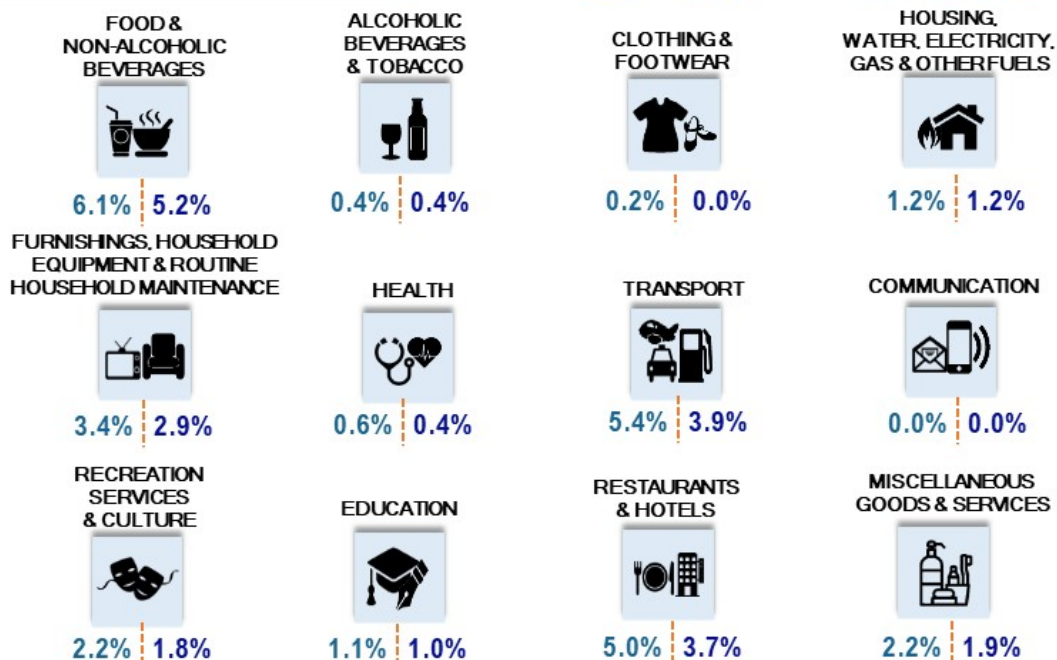 FOOD &
NON-ALCOHOLIC
BEVERAGES
6.1% 5.2%
ALCOHOLIC
BEVERAGES
& TOBACCO
0.4% 0.4%
CLOTHING &
FOOTWEAR
0.2% 0.0%
HOUSING,
WATER, ELECTRICITY,
GAS & OTHER FUELS
1.2% 1.2%
FURNISHINGS, HOUSEHOLD
EQUIPMENT & ROUTINE
HOUSEHOLD MAINTENANCE
3.4% 2.9%
HEALTH
0.6% 0.4%
TRANSPORT
5.4% 3.9%
COMMUNICATION
0.0% 0.0%
RECREATION
SERVICES
& CULTURE
2.2% 1.8%
EDUCATION
1.1% 1.0%
RESTAURANTS
& HOTELS
5.0% 3.7%
MISCELLANEOUS
GOODS & SERVICES
2.2% 1.9%